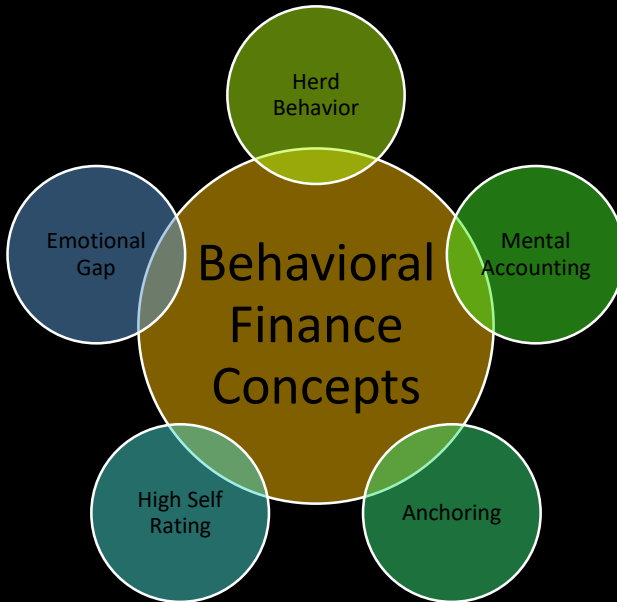 Herd
Behavior
Emotional
Gap
Mental
Accounting
Behavioral
Finance
Concepts
High Self
Rating
Anchoring